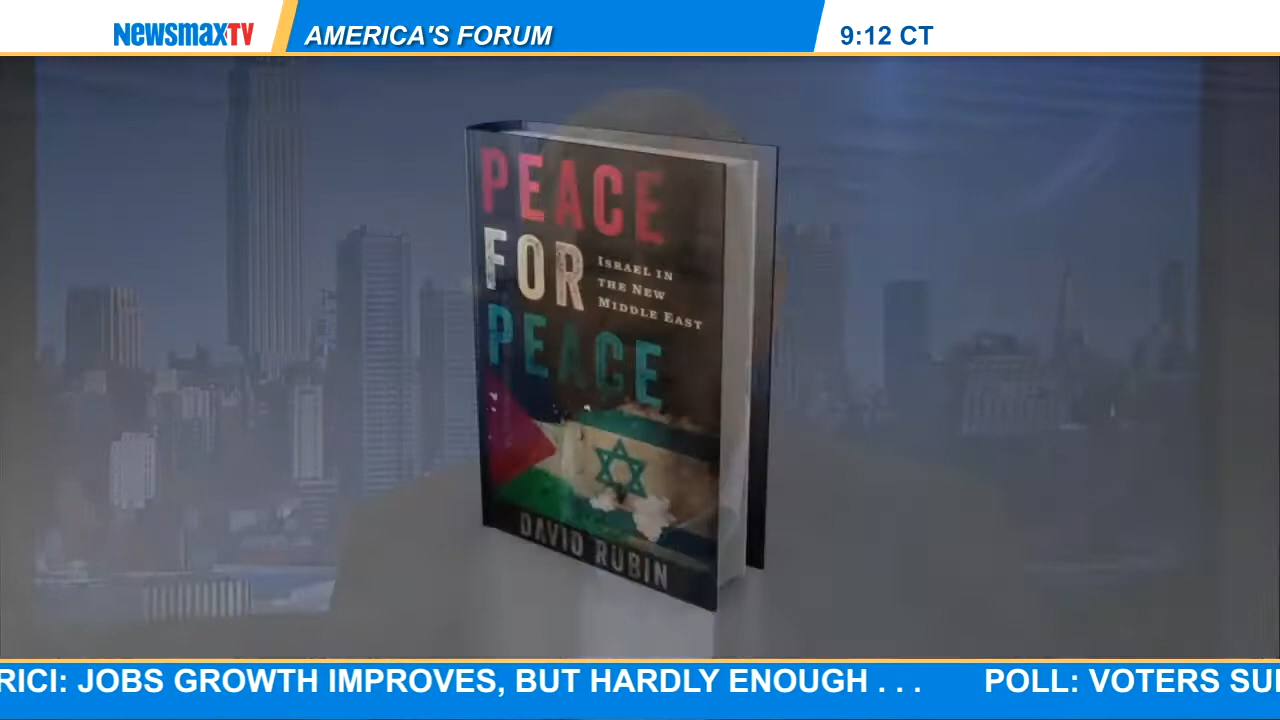 NEWSMAXTV
AMERICA'S FORUM
9:12 CT
PEACE
FOR
ISRAEL IN
THE NEW
MIDDLE EAST
PEACE
DAVID RUBIN
RICI: JOBS GROWTH IMPROVES, BUT HARDLY ENOUGH . . . POLL: VOTERS SU